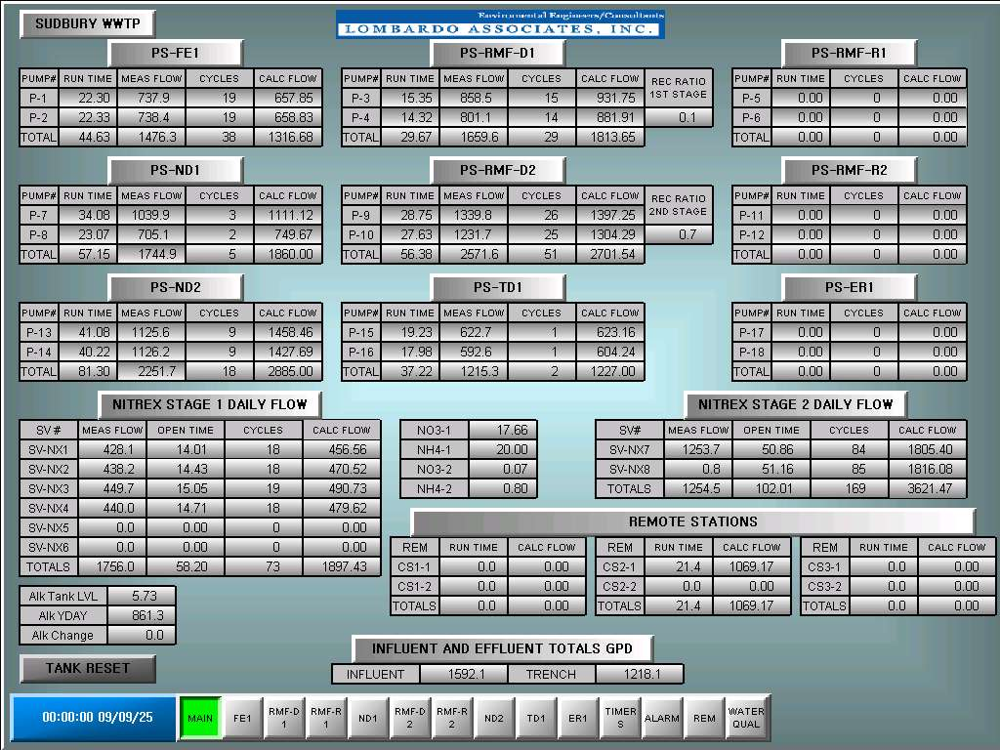 SUDBURY WWTP
Environmental Engineers/Consultants
LOMBARDO ASSOCIATES, INC.
PS-FE1
PUMP# RUN TIME MEAS FLOW CYCLES CALC FLOW
P-1 22.30 737.9 19 657.85
P-2 22.33 738.4 19 658.83
TOTAL 44.63 1476.3 38 1316.68
PS-RMF-D1
PUMP# RUN TIME MEAS FLOW CYCLES CALC FLOW
P-3 15.35 858.5 15 931.75
P-4 14.32 801.1 14 881.91
TOTAL 29.67 1659.6 29 1813.65
REC RATIO
1ST STAGE
0.1
PS-RMF-R1
PUMP# RUN TIME MEAS FLOW CYCLES CALC FLOW
P-5 0.00 0 0.00
P-6 0.00 0 0.00
TOTAL 0.00 0 0.00
PS-ND1
PUMP# RUN TIME MEAS FLOW CYCLES CALC FLOW
P-7 34.08 1039.9 3 1111.12
P-8 23.07 705.1 2 749.67
TOTAL 57.15 1744.9 5 1860.00
PS-RMF-D2
PUMP# RUN TIME MEAS FLOW CYCLES CALC FLOW
P-9 28.75 1339.8 26 1397.25
P-10 27.63 1231.7 25 1304.29
TOTAL 56.38 2571.6 51 2701.54
REC RATIO
2ND STAGE
0.7
PS-RMF-R2
PUMP# RUN TIME MEAS FLOW CYCLES CALC FLOW
P-11 0.00 0 0.00
P-12 0.00 0 0.00
TOTAL 0.00 0 0.00
PS-ND2
PUMP# RUN TIME MEAS FLOW CYCLES CALC FLOW
P-13 41.08 1125.6 9 1458.46
P-14 40.22 1126.2 9 1427.69
TOTAL 81.30 2251.7 18 2885.00
PS-TD1
PUMP# RUN TIME MEAS FLOW CYCLES CALC FLOW
P-15 19.23 622.7 1 623.16
P-16 17.98 592.6 1 604.24
TOTAL 37.22 1215.3 2 1227.00
PS-ER1
PUMP# RUN TIME MEAS FLOW CYCLES CALC FLOW
P-17 0.00 0 0.00
P-18 0.00 0 0.00
TOTAL 0.00 0 0.00
NITREX STAGE 1 DAILY FLOW
SV # MEAS FLOW OPEN TIME CYCLES CALC FLOW
SV-NX1 428.1 14.01 18 456.56
SV-NX2 438.2 14.43 18 470.52
SV-NX3 449.7 15.05 19 490.73
SV-NX4 440.0 14.71 18 479.62
SV-NX5 0.0 0.00 0 0.00
SV-NX6 0.0 0.00 0 0.00
TOTALS 1756.0 58.20 73 1897.43
NO3-1 17.66
NH4-1 20.00
NO3-2 0.07
NH4-2 0.80
NITREX STAGE 2 DAILY FLOW
SV# MEAS FLOW OPEN TIME CYCLES CALC FLOW
SV-NX7 1253.7 50.86 84 1805.40
SV-NX8 0.8 51.16 85 1816.08
TOTALS 1254.5 102.01 169 3621.47
REMOTE STATIONS
REM RUN TIME CALC FLOW
CS1-1 0.0 0.00
CS1-2 0.0 0.00
TOTALS 0.0 0.00
REM RUN TIME CALC FLOW
CS2-1 21.4 1069.17
CS2-2 0.0 0.00
TOTALS 21.4 1069.17
REM RUN TIME CALC FLOW
CS3-1 0.0 0.00
CS3-2 0.0 0.00
TOTALS 0.0 0.00
Alk Tank LVL 5.73
Alk YDAY 861.3
Alk Change 0.0
TANK RESET
INFLUENT AND EFFLUENT TOTALS GPD
INFLUENT 1592.1 TRENCH 1218.1
00:00:00 09/09/25
MAIN
FE1
RMF-D
1
RMF-R
1
ND1
RMF-D
2
RMF-R
2
ND2
TD1
ER1
TIMER
S
ALARM
REM
WATER
QUAL